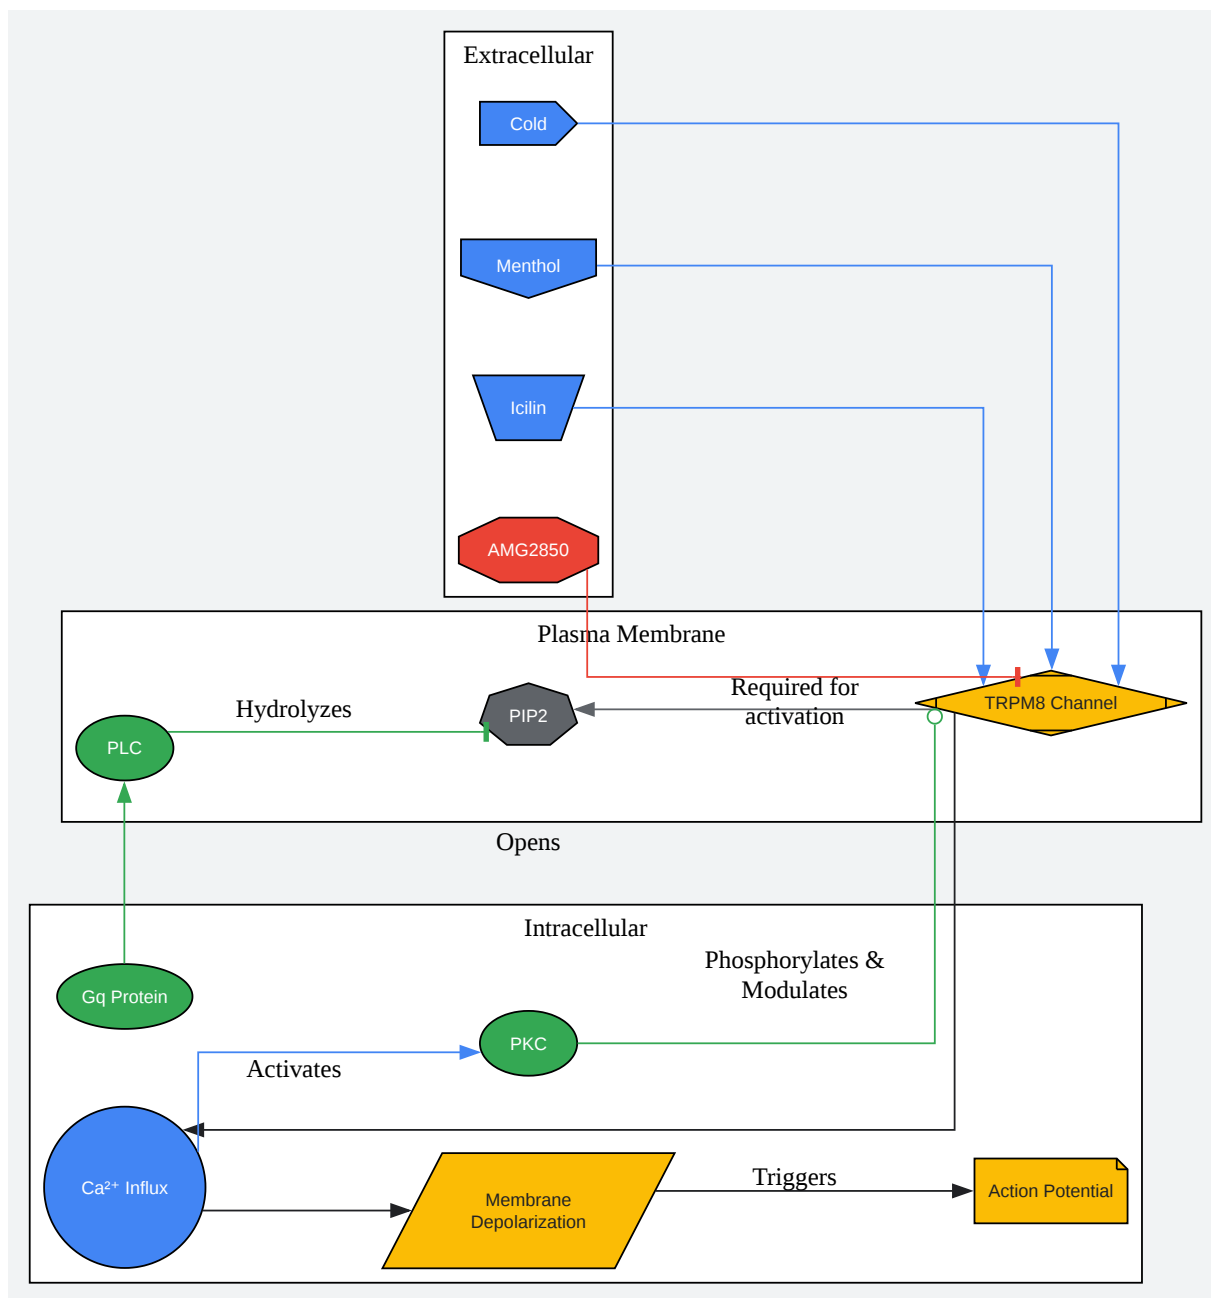 Extracellular
Cold
Menthol
Icilin
AMG2850
Plasma Membrane
Required for
activation
Hydrolyzes
PIP2
TRPM8 Channel
PLC
Opens
Intracellular
Phosphorylates &
Modulates
Gq Protein
PKC
Activates
Triggers
Ca²⁺ Influx
Membrane
Depolarization
Action Potential